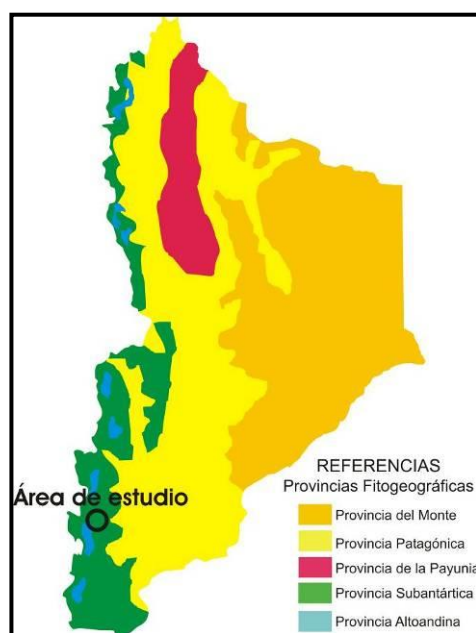 Área de estudio
REFERENCIAS
Provincias Fitogeográficas
Provincia del Monte
Provincia Patagónica
Provincia de la Payunia
Provincia Subantártica
Provincia Altoandina